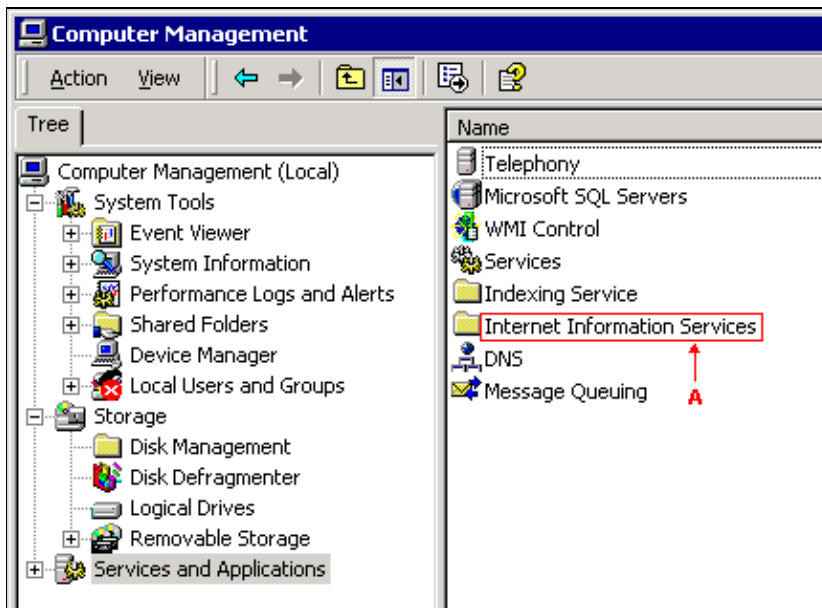 Computer Management
Action View
Tree
Computer Management (Local)
System Tools
Event Viewer
System Information
Performance Logs and Alerts
Shared Folders
Device Manager
Local Users and Groups
Storage
Disk Management
Disk Defragmenter
Logical Drives
Removable Storage
Services and Applications
Name
Telephony
Microsoft SQL Servers
WMI Control
Services
Indexing Service
Internet Information Services
DNS
Message Queuing
A